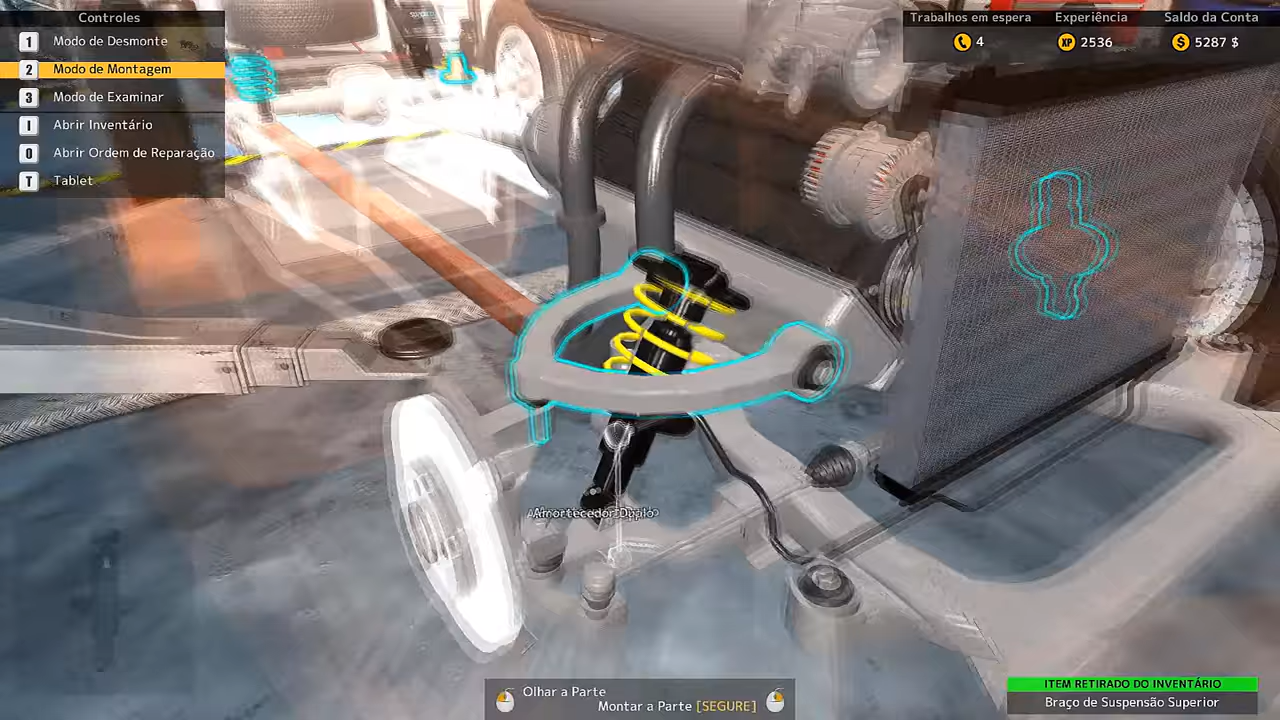 Controles
1 Modo de Desmonte
2 Modo de Montagem
3 Modo de Examinar
I Abrir Inventário
O Abrir Ordem de Reparação
T Tablet
Trabalhos em espera Experiência Saldo da Conta
4 XP 2536 $ 5287 $
Olhar a Parte
Montar a Parte [SEGURE]
ITEM RETIRADO DO INVENTÁRIO
Braço de Suspensão Superior